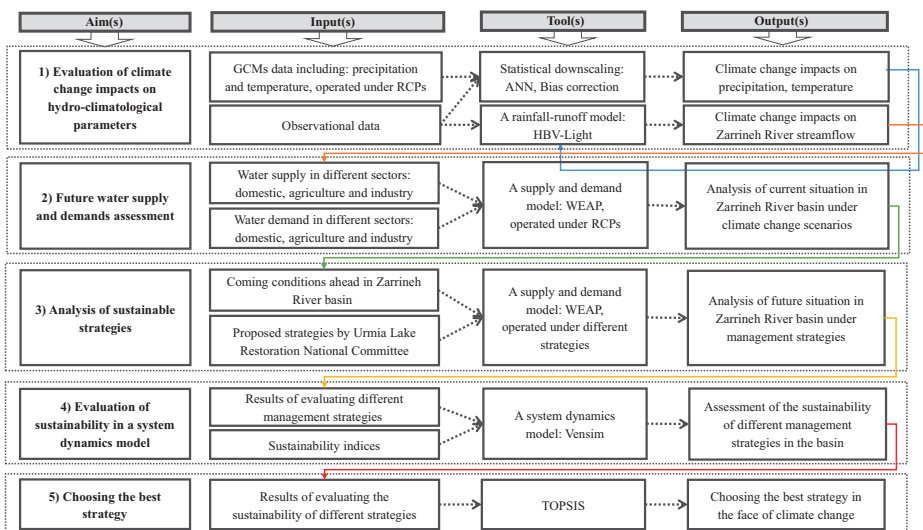 Aim(s)
Input(s)
Tool(s)
Output(s)
1) Evaluation of climate
change impacts on
hydro-climatological
parameters
GCMs data including: precipitation
and temperature, operated under RCPs
Observational data
Statistical downscaling:
ANN, Bias correction
A rainfall-runoff model:
HBV-Light
Climate change impacts on
precipitation, temperature
Climate change impacts on
Zarrineh River streamflow
2) Future water supply
and demands assessment
Water supply in different sectors:
domestic, agriculture and industry
Water demand in different sectors:
domestic, agriculture and industry
A supply and demand
model: WEAP,
operated under RCPs
Analysis of current situation in
Zarrineh River basin under
climate change scenarios
3) Analysis of sustainable
strategies
Coming conditions ahead in Zarrineh
River basin
Proposed strategies by Urmia Lake
Restoration National Committee
A supply and demand
model: WEAP,
operated under different
strategies
Analysis of future situation in
Zarrineh River basin under
management strategies
4) Evaluation of
sustainability in a system
dynamics model
Results of evaluating different
management strategies
Sustainability indices
A system dynamics
model: Vensim
Assessment of the sustainability
of different management
strategies in the basin
5) Choosing the best
strategy
Results of evaluating the
sustainability of different strategies
TOPSIS
Choosing the best strategy in
the face of climate change